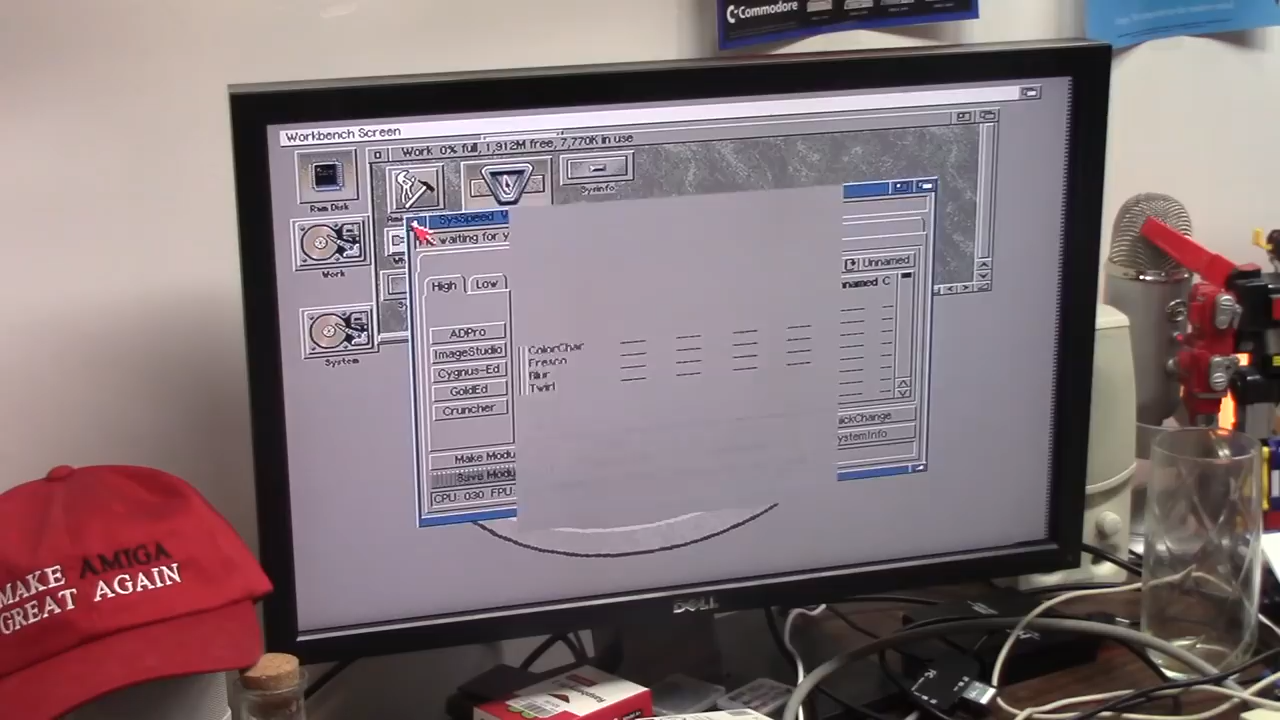 Commodore
Workbench Screen
Work 0% full, 1,912M free, 7,770K in use
Ram Disk
Sysinfo
SysSpeed
waiting for
Work
Unnamed
High
Low
ADPro
ImageStudio
ColorChar
Cygnus-Ed
Fresco
GoldEd
Blur
Cruncher
Twirl
System
CPU: 030 FPU:
DELL
MAKE AMIGA
GREAT AGAIN